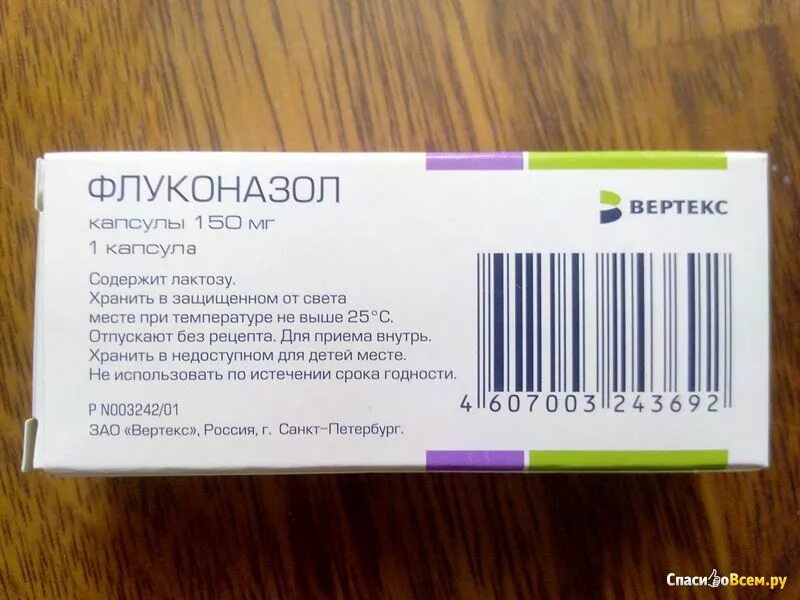 ФЛУКОНАЗОЛ
капсулы 150 мг
1 капсула
ВЕРТЕКС
Содержит лактозу.
Хранить в защищенном от света
месте при температуре не выше 25°С.
Отпускают без рецепта. Для приема внутрь.
Хранить в недоступном для детей месте.
Не использовать по истечении срока годности.
Р N003242/01
ЗАО «Вертекс», Россия, г. Санкт-Петербург.
4 607003 243692
СпасибоВсем.ру